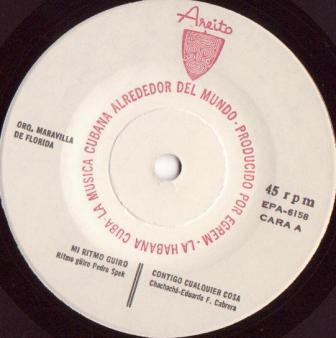 Areito
LA MUSICA CUBANA ALREDEDOR DEL MUNDO · PRODUCIDO POR EGREM · LA HABANA CUBA ·
ORQ. MARAVILLA
DE FLORIDA
45 rpm
EPA-6158
CARA A
MI RITMO GUIRO
Ritmo güiro Pedro Spek
CONTIGO CUALQUIER COSA
Chachachá-Eduardo F. Cabrera